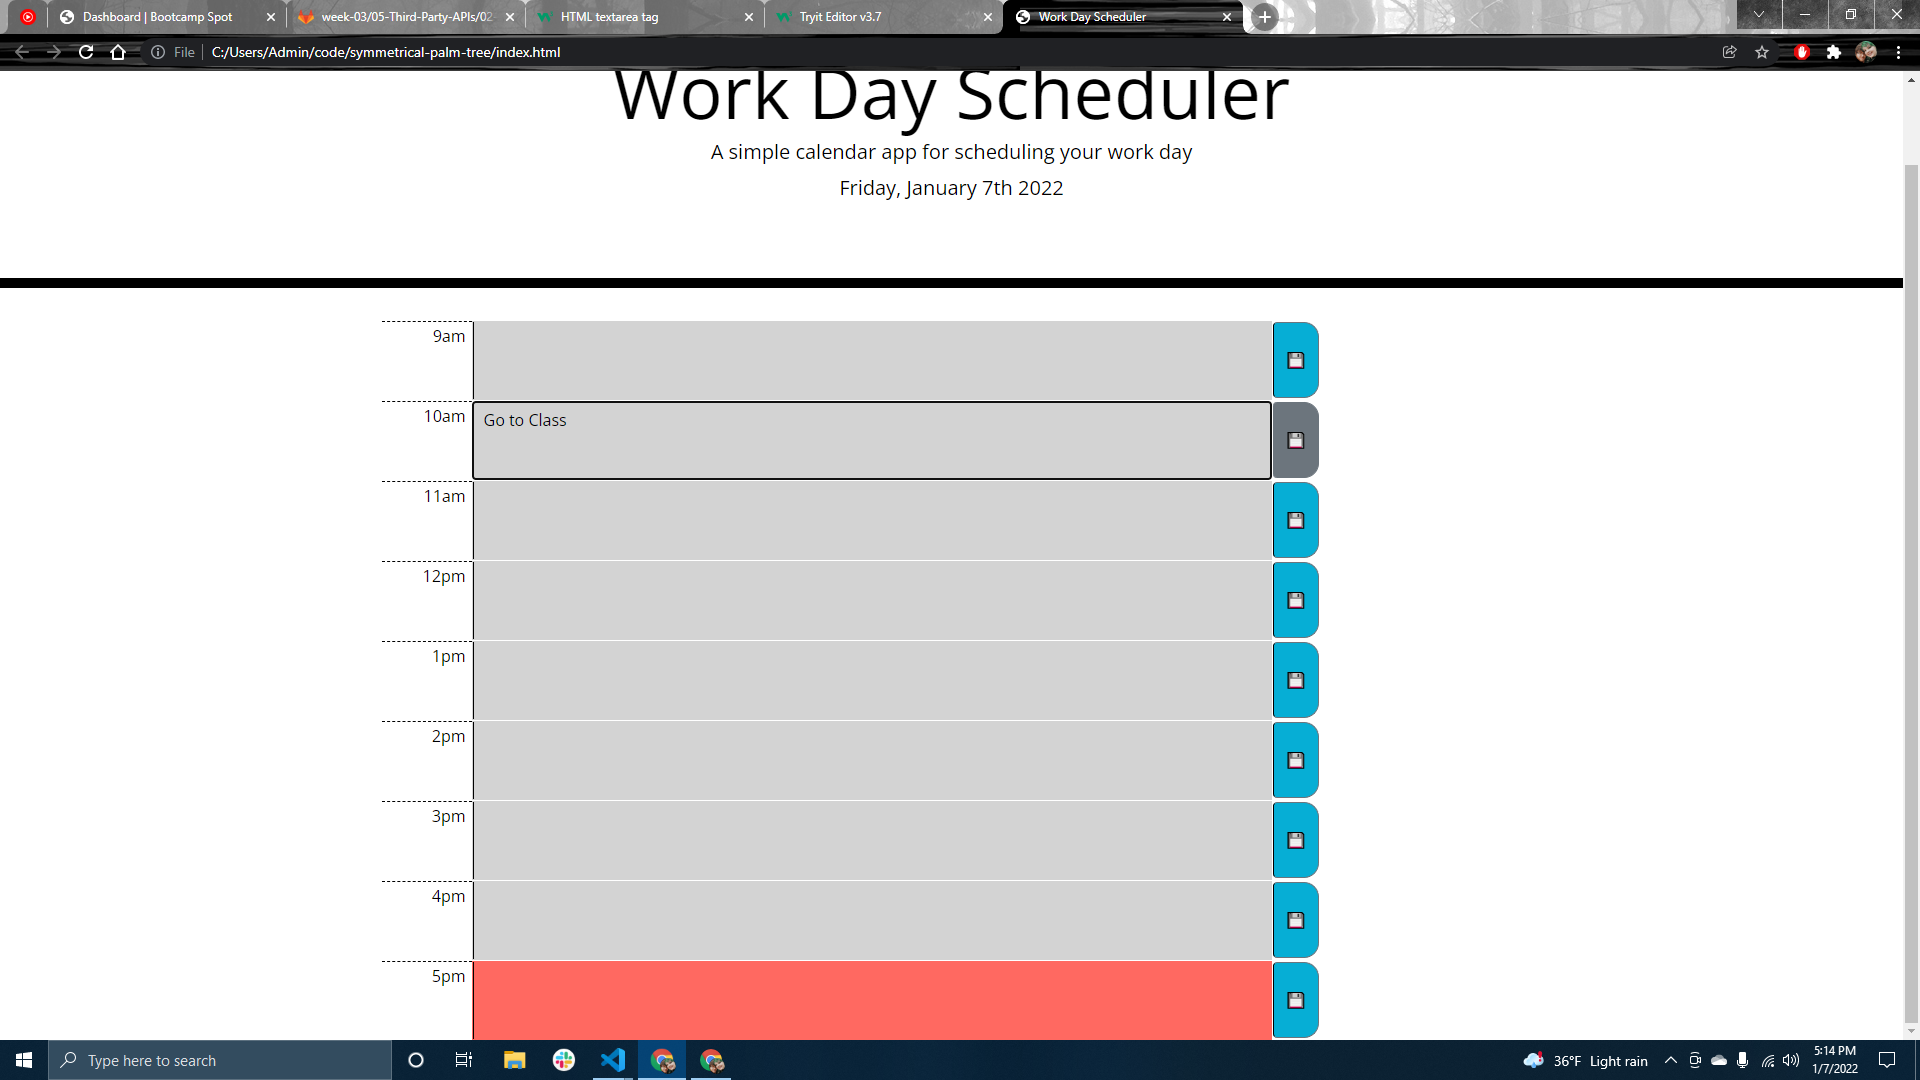 Dashboard | Bootcamp Spot
week-03/05-Third-Party-APIs/02
HTML textarea tag
Tryit Editor v3.7
Work Day Scheduler
File
C:/Users/Admin/code/symmetrical-palm-tree/index.html
Work Day Scheduler
A simple calendar app for scheduling your work day
Friday, January 7th 2022
9am
10am
Go to Class
11am
12pm
1pm
2pm
3pm
4pm
5pm
Type here to search
36°F Light rain
5:14 PM
1/7/2022